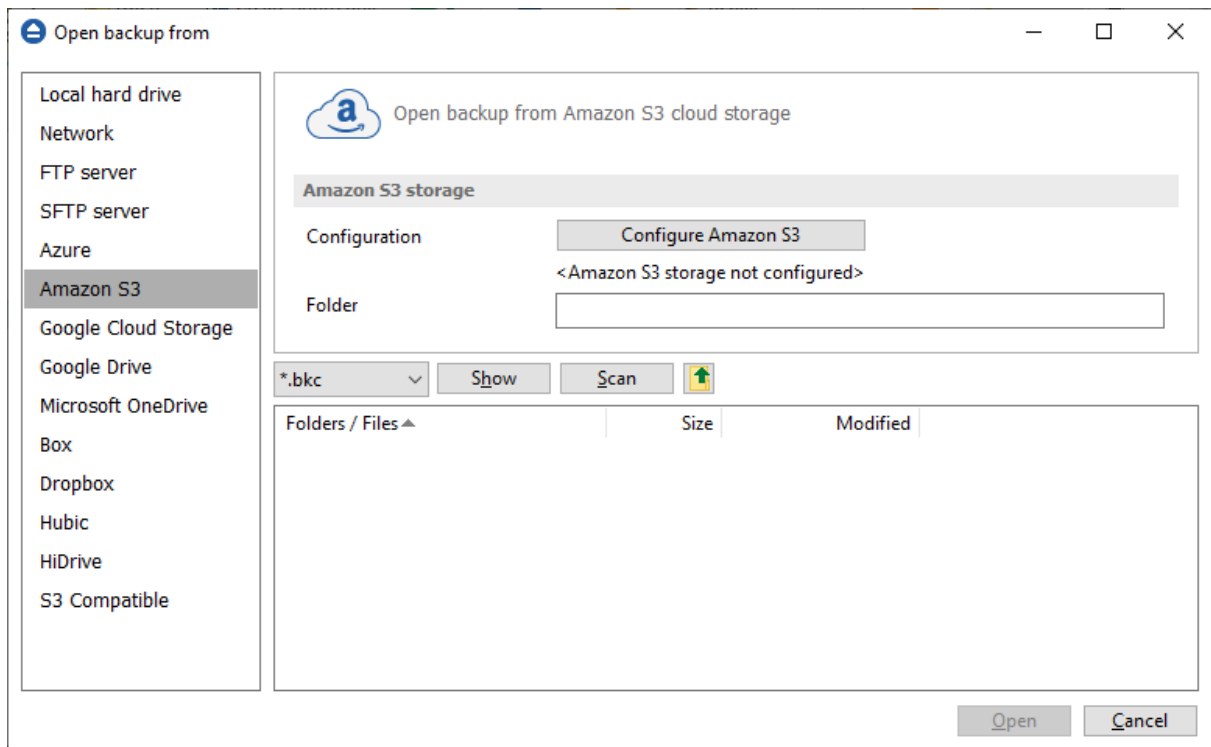 Open backup from
Local hard drive
Network
FTP server
SFTP server
Azure
Amazon S3
Google Cloud Storage
Google Drive
Microsoft OneDrive
Box
Dropbox
Hubic
HiDrive
S3 Compatible
Open backup from Amazon S3 cloud storage
Amazon S3 storage
Configuration Configure Amazon S3
<Amazon S3 storage not configured>
Folder
*.bkc Show Scan
Folders / Files Size Modified
Open Cancel